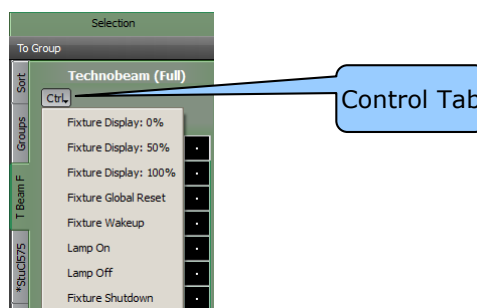 Selection
To Group
Sort
Technobeam (Full)
Ctrl
Control Tab
Groups
Fixture Display: 0%
Fixture Display: 50%
Fixture Display: 100%
T Beam F
Fixture Global Reset
Fixture Wakeup
Lamp On
*StuCl575
Lamp Off
Fixture Shutdown